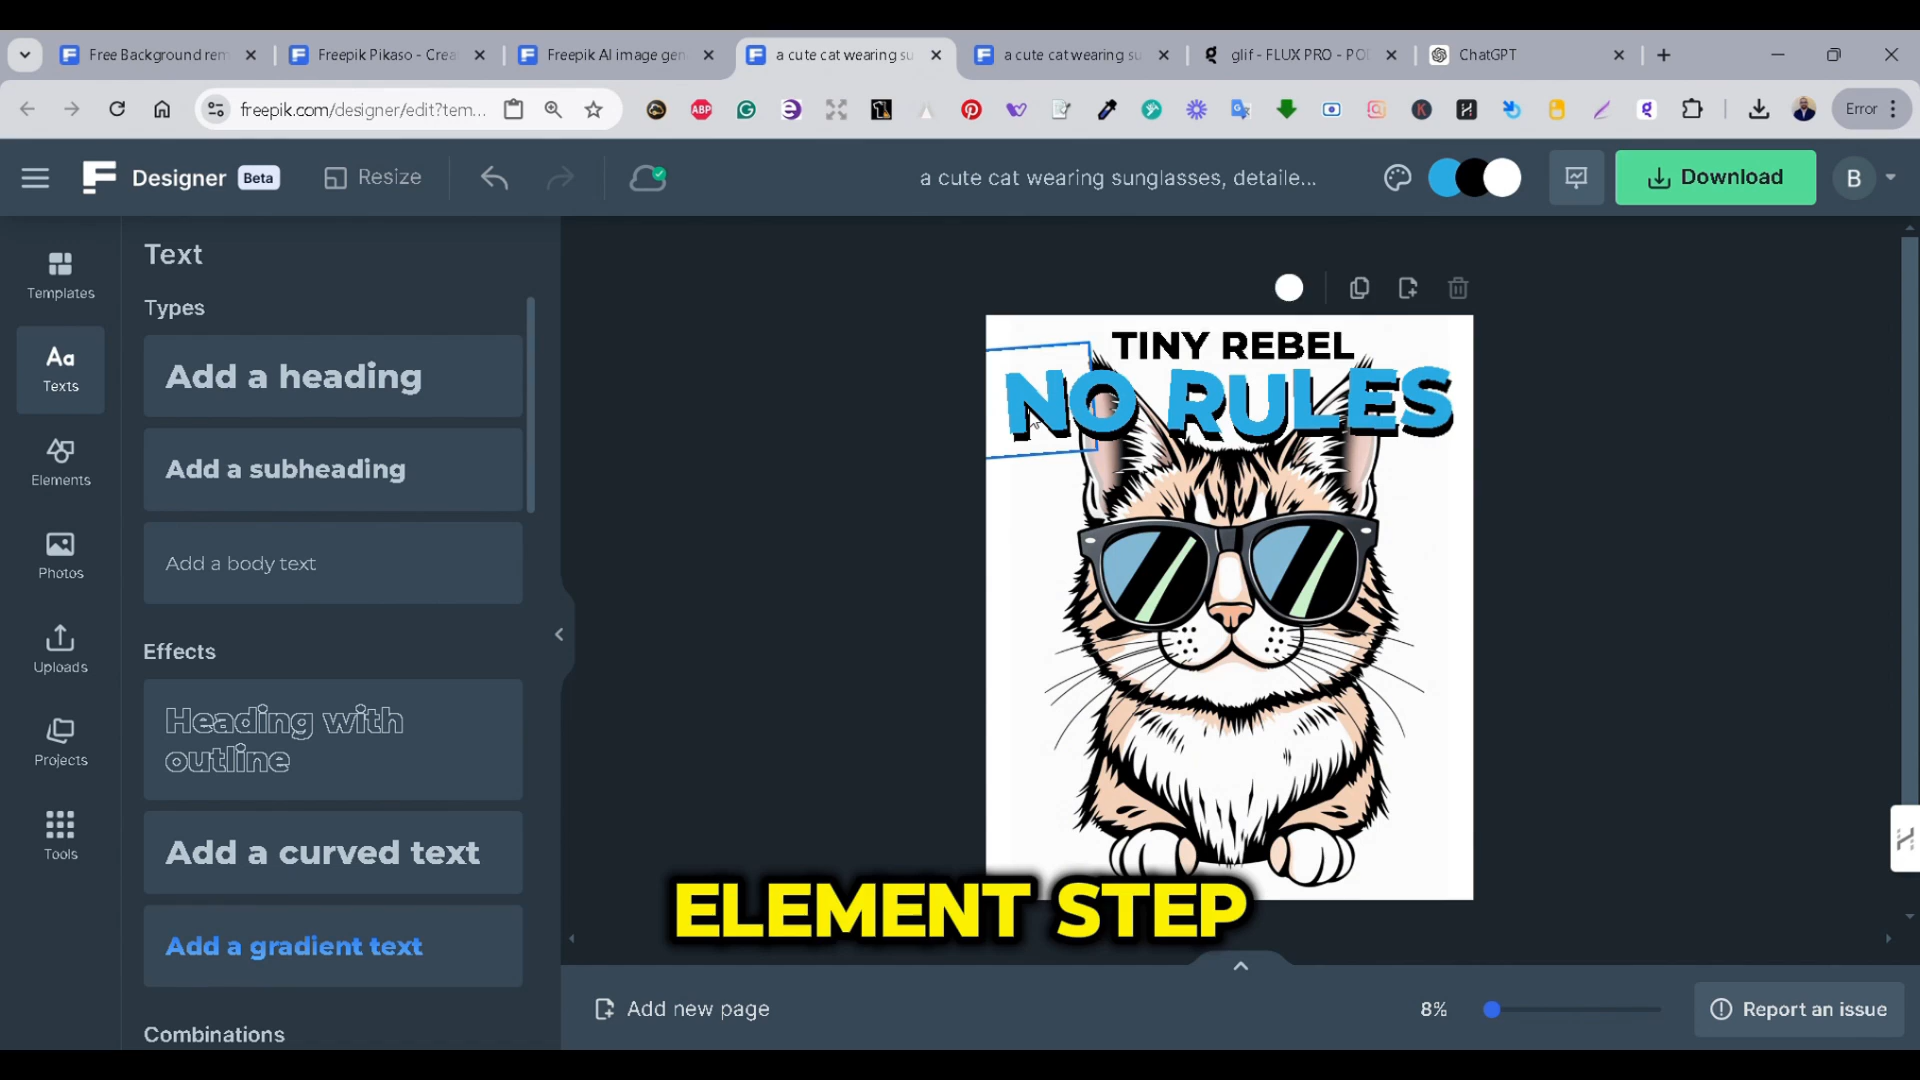 Free Background rem
Freepik Pikaso - Creat
Freepik AI image gen
a cute cat wearing su
a cute cat wearing su
glif - FLUX PRO - PO
ChatGPT
freepik.com/designer/edit?tem...
ABP
Error
Designer
Beta
Resize
a cute cat wearing sunglasses, detaile...
Download
B
Templates
Aa
Texts
Elements
Photos
Uploads
Projects
Tools
Text
Types
Add a heading
Add a subheading
Add a body text
Effects
Heading with
outline
Add a curved text
Add a gradient text
Combinations
TINY REBEL
NO RULES
ELEMENT STEP
Add new page
8%
Report an issue